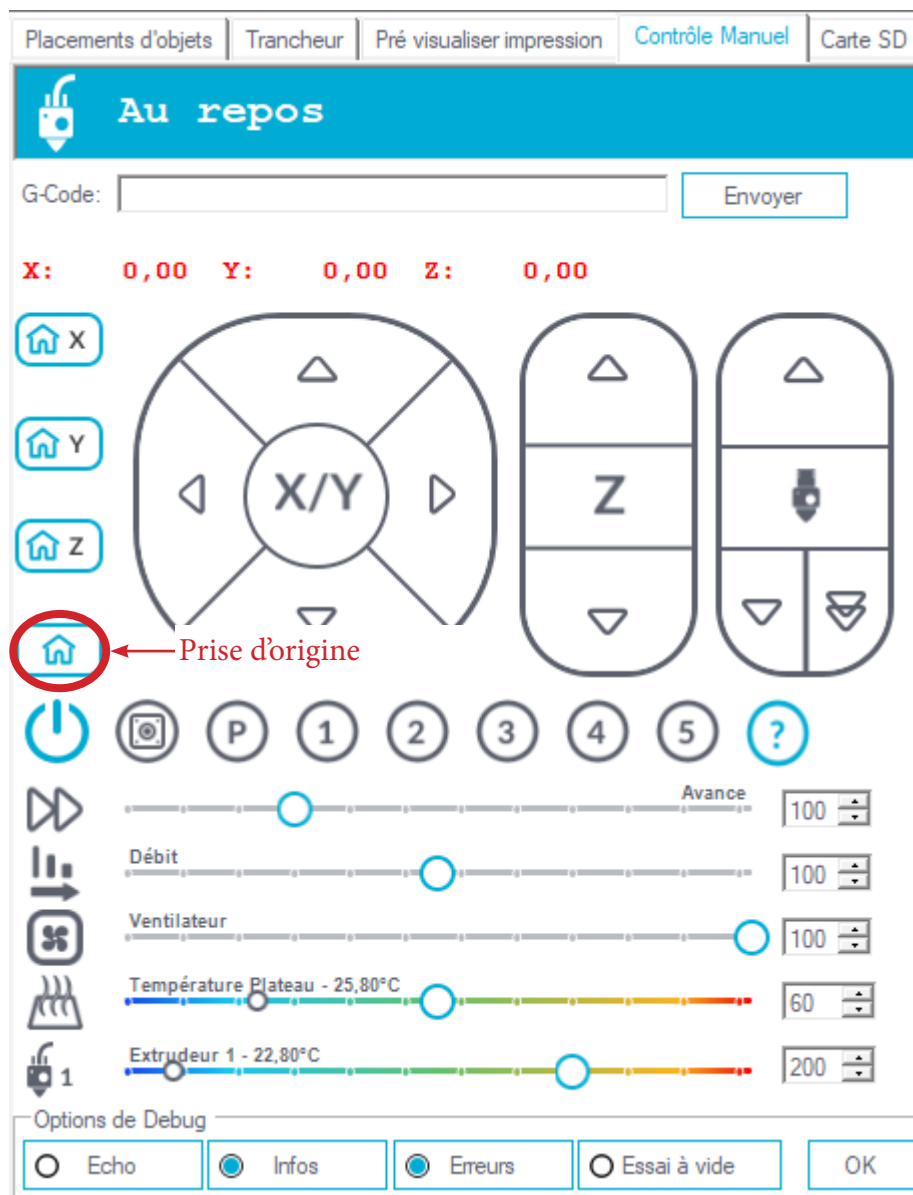 Placements d'objets Trancheur Pré visualiser impression Contrôle Manuel Carte SD
Au repos
G-Code: Envoyer
X: 0,00 Y: 0,00 Z: 0,00
X
Y
X/Y Z
Z
Prise d'origine
P 1 2 3 4 5 ?
Avance 100
Débit 100
Ventilateur 100
Température Plateau - 25,80°C 60
Extrudeur 1 - 22,80°C 200
1
Options de Debug
Echo Infos Erreurs Essai à vide OK